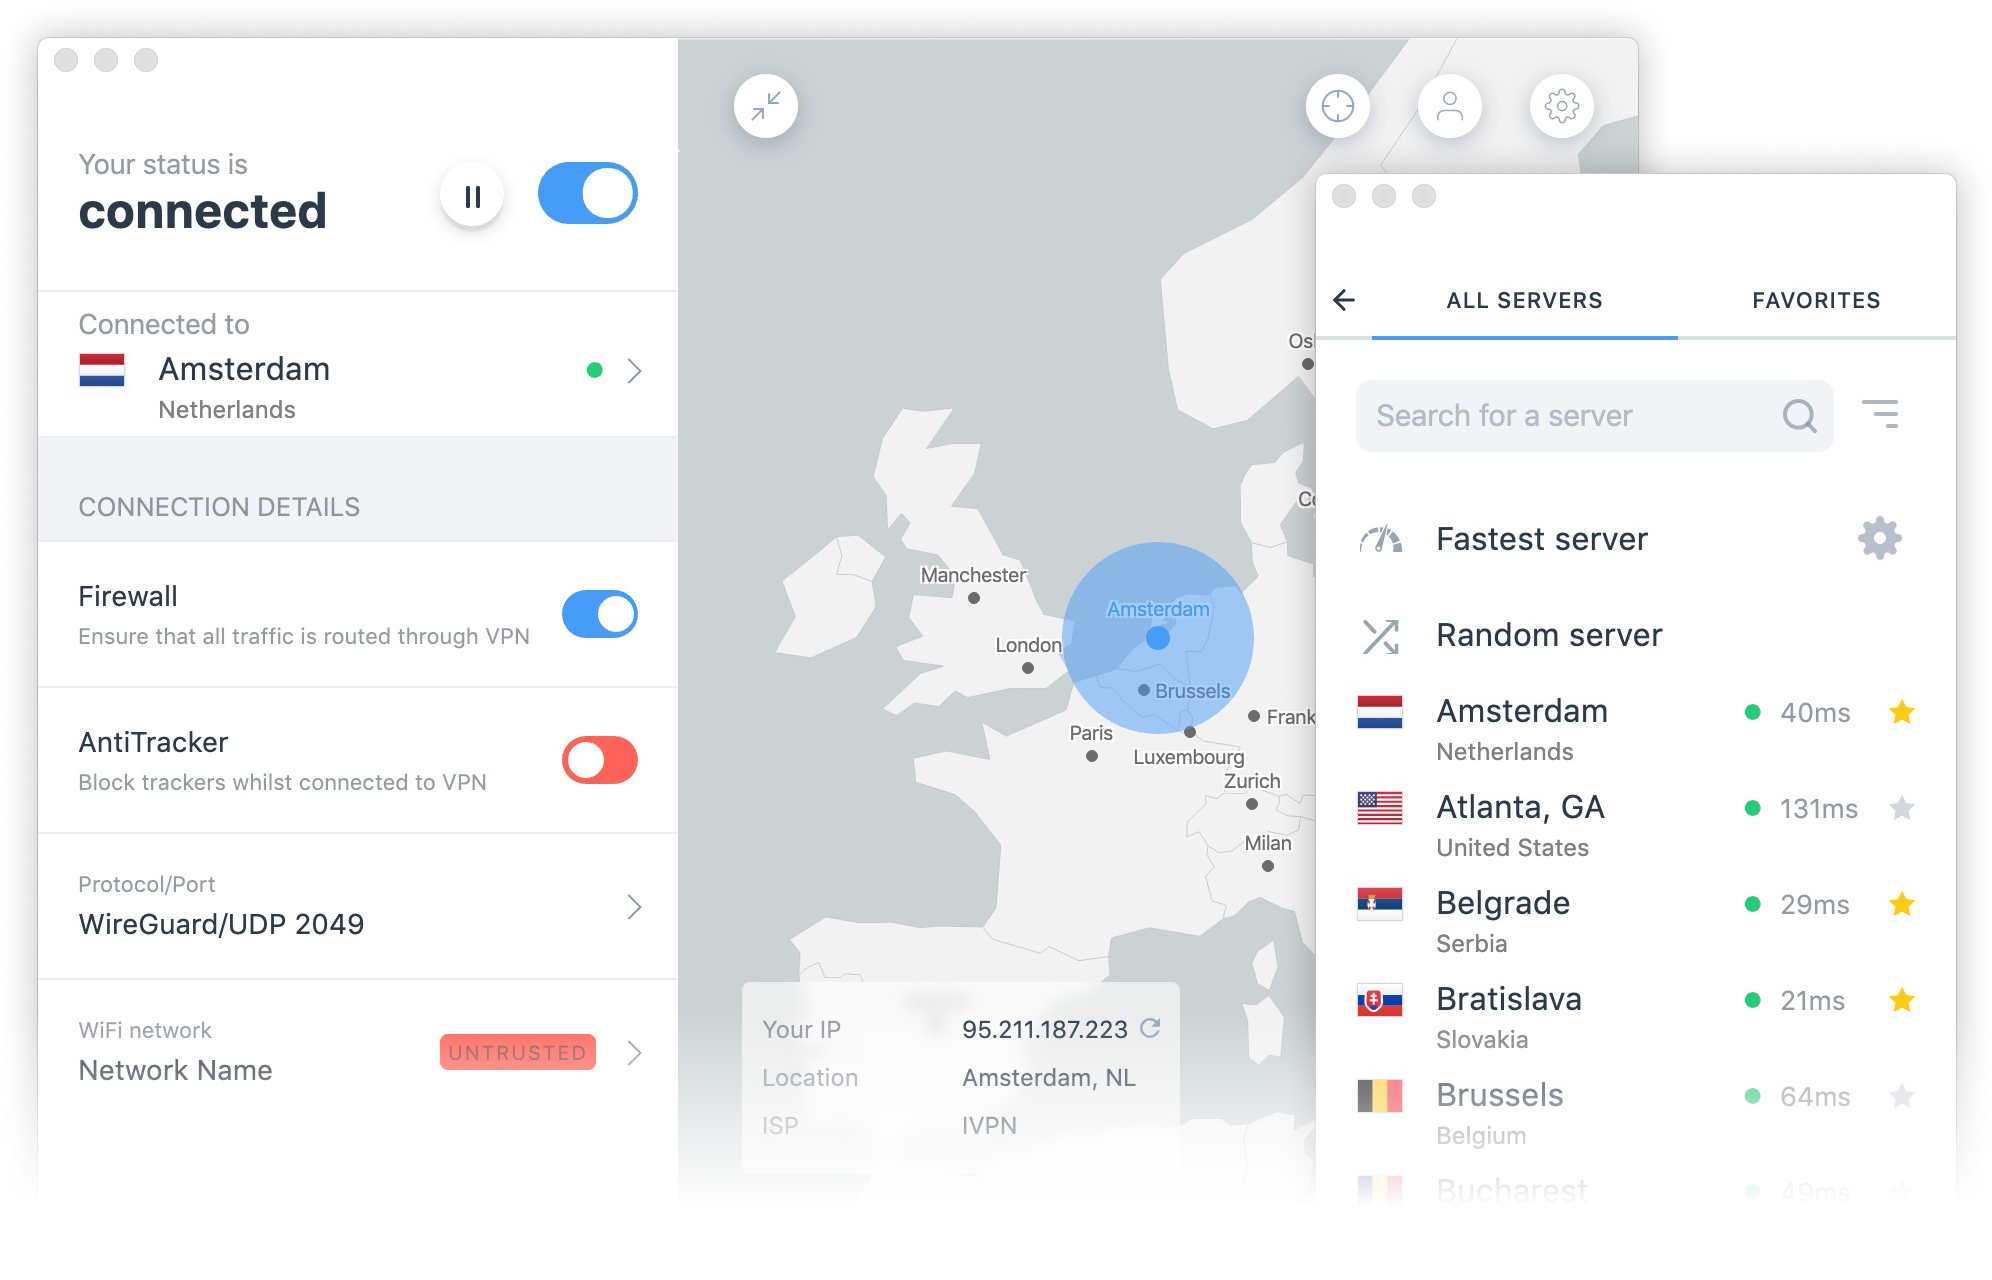 Your status is
connected
Connected to
Amsterdam
Netherlands
CONNECTION DETAILS
Firewall
Ensure that all traffic is routed through VPN
AntiTracker
Block trackers whilst connected to VPN
Protocol/Port
WireGuard/UDP 2049
WiFi network
Network Name
UNTRUSTED
Manchester
London
Amsterdam
Brussels
Paris
Luxembourg
Zurich
Milan
Frank
Os
Your IP 95.211.187.223
Location Amsterdam, NL
ISP IVPN
ALL SERVERS FAVORITES
Search for a server
Fastest server
Random server
Amsterdam 40ms
Netherlands
Atlanta, GA 131ms
United States
Belgrade 29ms
Serbia
Bratislava 21ms
Slovakia
Brussels 64ms
Belgium
Bucharest 49ms